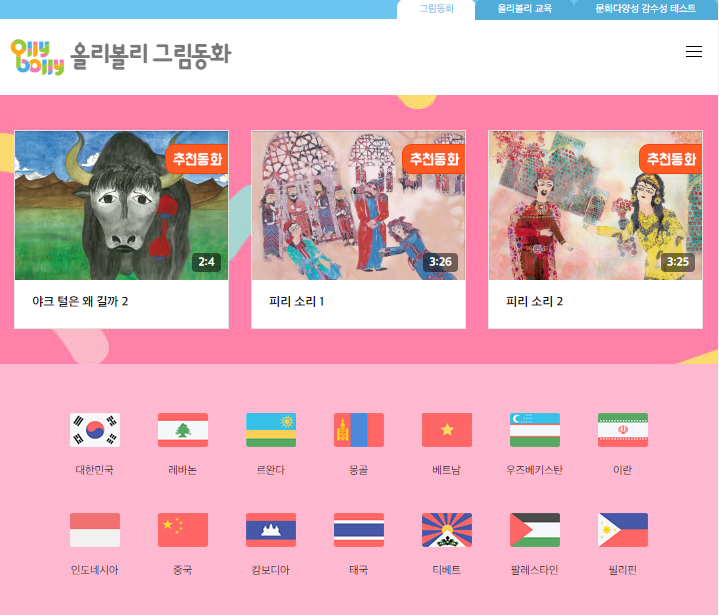 그림동화
올리볼리 교육
문화다양성 감수성 테스트
olly
bolly
올리볼리 그림동화
추천동화
2:4
야크 털은 왜 길까 2
추천동화
3:26
피리 소리 1
추천동화
3:25
피리 소리 2
대한민국
레바논
르완다
몽골
베트남
우즈베키스탄
이란
인도네시아
중국
캄보디아
태국
티베트
팔레스타인
필리핀